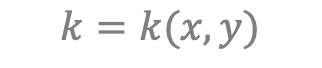 k = k(x, y)